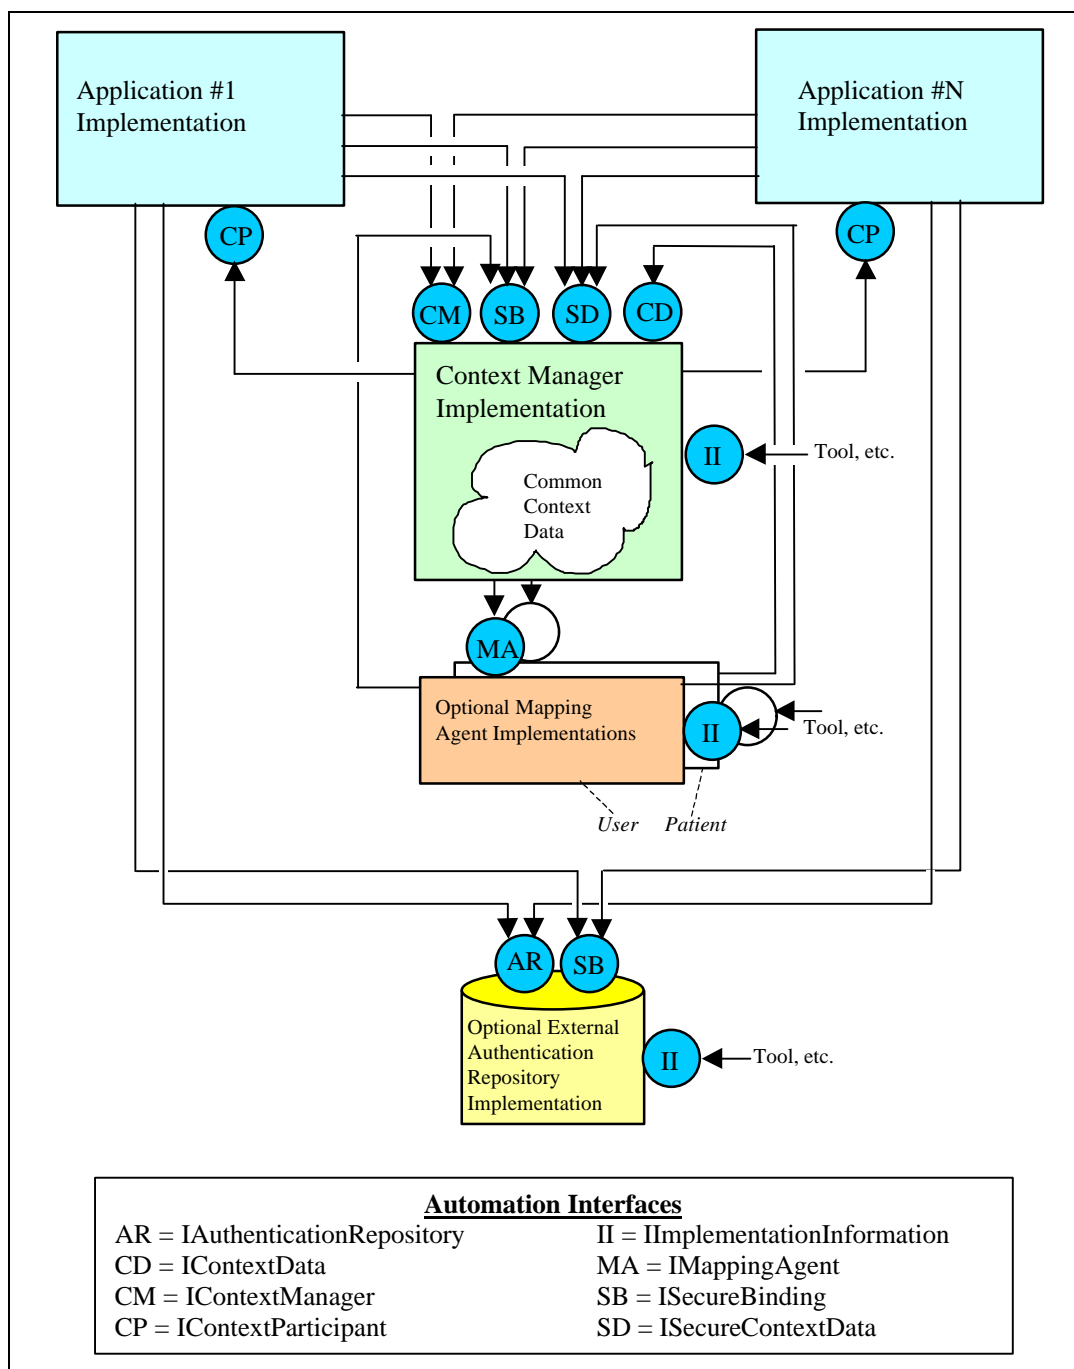 Application #1
Implementation
Application #N
Implementation
CP
CP
CM
SB
SD
CD
Context Manager
Implementation
II
Tool, etc.
Common
Context
Data
MA
Optional Mapping
Agent Implementations
II
Tool, etc.
User
Patient
AR
SB
Optional External
Authentication
Repository
Implementation
II
Tool, etc.
Automation Interfaces
AR = IAuthenticationRepository
II = IImplementationInformation
CD = IContextData
MA = IMappingAgent
CM = IContextManager
SB = ISecureBinding
CP = IContextParticipant
SD = ISecureContextData